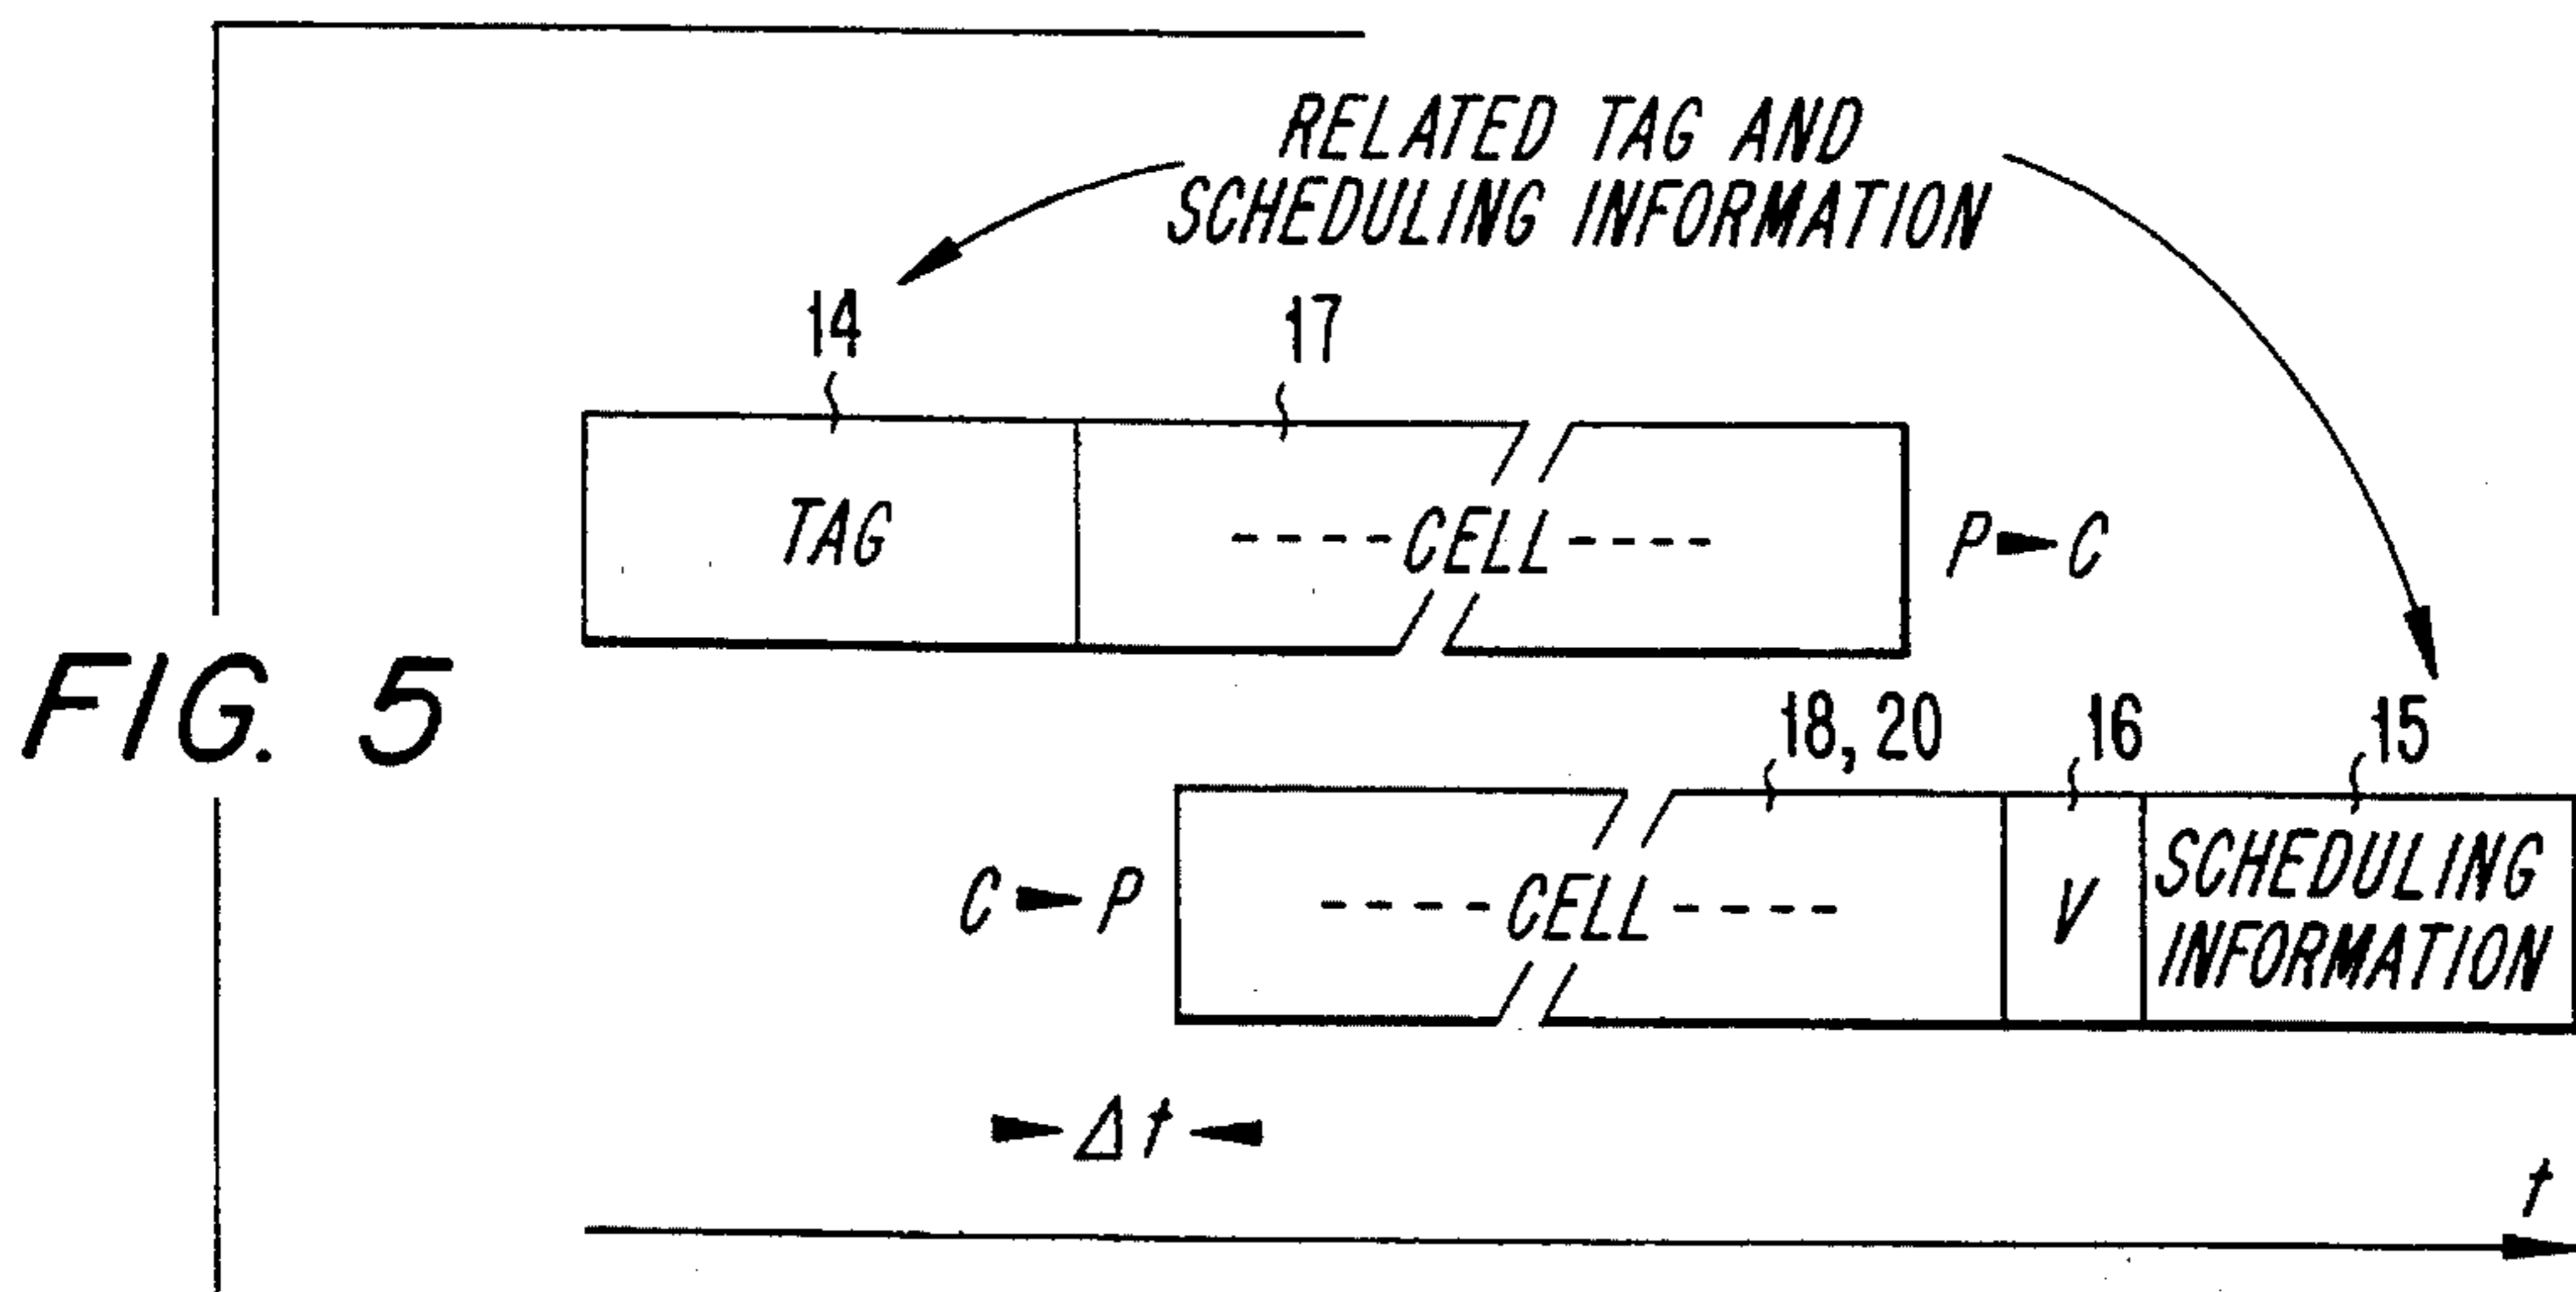 RELATED TAG AND
SCHEDULING INFORMATION
14
17
TAG
----CELL----
P►C
FIG. 5
18, 20
16
15
C►P
----CELL----
V
SCHEDULING
INFORMATION
Δt
t